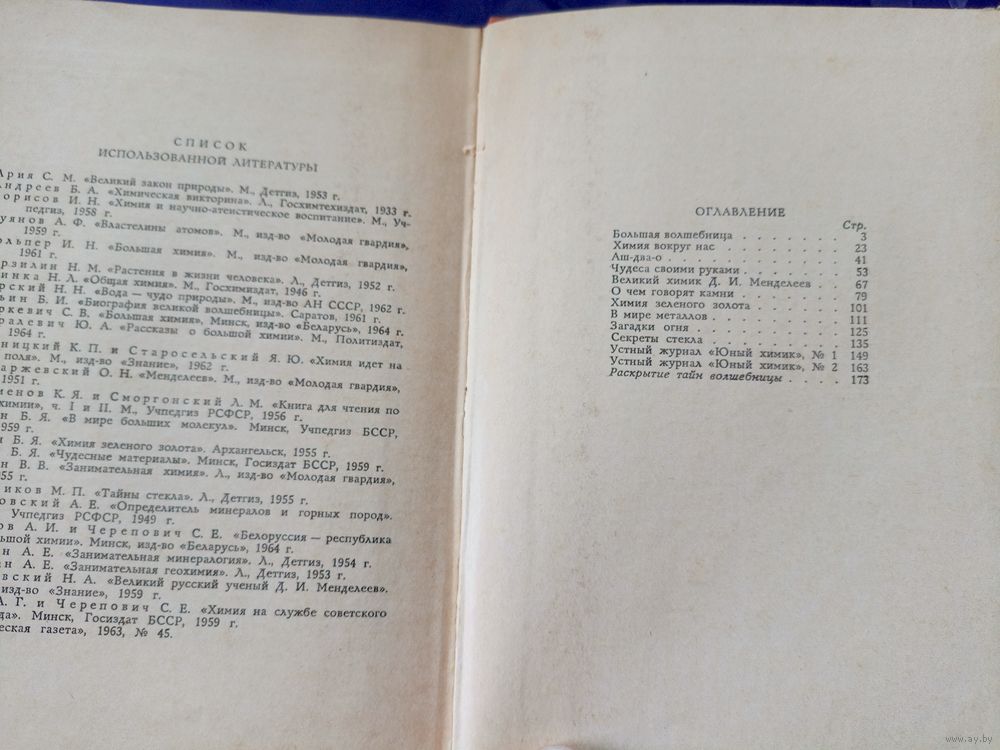 СПИСОК
ИСПОЛЬЗОВАННОЙ ЛИТЕРАТУРЫ
Ария С. М. «Великий закон природы». М., Детгиз, 1953 г.
ндреев Б. А. «Химическая викторина». Л., Госхимтехиздат, 1933 г.
орисов И. Н. «Химия и научно-атеистическое воспитание». М., Уч-
педгиз, 1958 г.
уянов А. Ф. «Властелины атомов». М., изд-во «Молодая гвардия»,
1959 г.
ольпер И. Н. «Большая химия». М., изд-во «Молодая гвардия»,
1961 г.
рзилин Н. М. «Растения в жизни человека». Л., Детгиз, 1952 г.
инка Н. Л. «Общая химия». М., Госхимиздат, 1946 г.
рский Н. Н. «Вода — чудо природы». М., изд-во АН СССР, 1962 г.
ьин Б. И. «Биография великой волшебницы». Саратов, 1961 г.
ркевич С. В. «Большая химия», Минск, изд-во «Беларусь», 1964 г.
ралевич Ю. А. «Рассказы о большой химии». М., Политиздат,
1964 г.
ницкий К. П. и Старосельский Я. Ю. «Химия идет на
поля». М., изд-во «Знание», 1962 г.
аржевский О. Н. «Менделеев». М., изд-во «Молодая гвардия»,
1951 г.
менов К. Я. и Сморгонский Л. М. «Книга для чтения по
химии», ч. I и II. М., Учпедгиз РСФСР, 1956 г.
н Б. Я. «В мире больших молекул». Минск, Учпедгиз БССР,
1959 г.
н Б. Я. «Химия зеленого золота». Архангельск, 1955 г.
Б. Я. «Чудесные материалы». Минск, Госиздат БССР, 1959 г.
н В. В. «Занимательная химия». Л., изд-во «Молодая гвардия»,
55 г.
ников М. П. «Тайны стекла». Л., Детгиз, 1955 г.
овский А. Е. «Определитель минералов и горных пород».
Учпедгиз РСФСР, 1949 г.
ов А. И. и Черепович С. Е. «Белоруссия — республика
льшой химии». Минск, изд-во «Беларусь», 1964 г.
н А. Е. «Занимательная минералогия». Л., Детгиз, 1954 г.
ан А. Е. «Занимательная геохимия». Л., Детгиз, 1953 г.
овский Н. А. «Великий русский ученый Д. И. Менделеев».
изд-во «Знание», 1959 г.
А. Г. и Черепович С. Е. «Химия на службе советского
да». Минск, Госиздат БССР, 1959 г.
еская газета», 1963, № 45.
ОГЛАВЛЕНИЕ
Стр.
Большая волшебница . . . . . . . 3
Химия вокруг нас . . . . . . . . 23
Аш-два-о . . . . . . . . . . 41
Чудеса своими руками . . . . . . . 53
Великий химик Д. И. Менделеев . . 67
О чем говорят камни . . . . . . . 79
Химия зеленого золота . . . . . . 101
В мире металлов . . . . . . . . 111
Загадки огня . . . . . . . . . 125
Секреты стекла . . . . . . . . 135
Устный журнал «Юный химик», № 1 149
Устный журнал «Юный химик», № 2 163
Раскрытие тайн волшебницы . . . . 173
www.ay.by